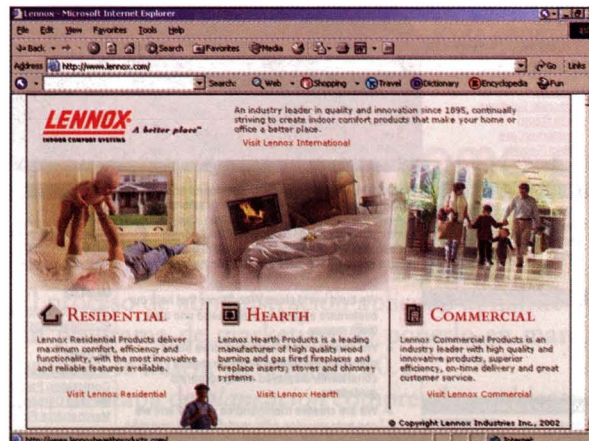 Lennox - Microsoft Internet Explorer
File Edit View Favorites Tools Help
Back Search Favorites Media
Address http://www.lennox.com/ Go Links
Search: Web Shopping Travel Dictionary Encyclopedia Fun
LENNOX
A better place™
INDOOR COMFORT SYSTEMS
An industry leader in quality and innovation since 1895, continually
striving to create indoor comfort products that make your home or
office a better place.
Visit Lennox International
RESIDENTIAL
Lennox Residential Products deliver
maximum comfort, efficiency and
functionality, with the most innovative
and reliable features available.
Visit Lennox Residential
HEARTH
Lennox Hearth Products is a leading
manufacturer of high quality wood
burning and gas fired fireplaces and
fireplace inserts; stoves and chimney
systems.
Visit Lennox Hearth
COMMERCIAL
Lennox Commercial Products is an
industry leader with high quality and
innovative products, superior
efficiency, on-time delivery and great
customer service.
Visit Lennox Commercial
© Copyright Lennox Industries Inc., 2002
http://www.lennoxhearthproducts.com/ Internet